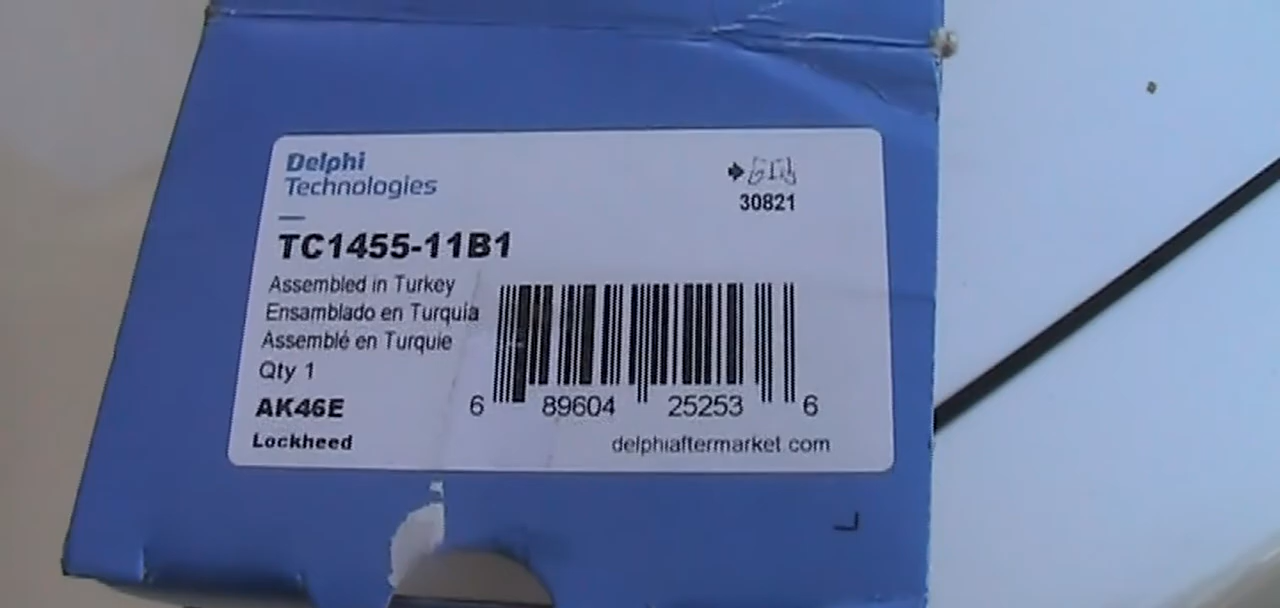 Delphi
Technologies
30821
TC1455-11B1
Assembled in Turkey
Ensamblado en Turquía
Assemblé en Turquie
Qty 1
AK46E
Lockheed
6 89604 25253 6
delphiaftermarket com